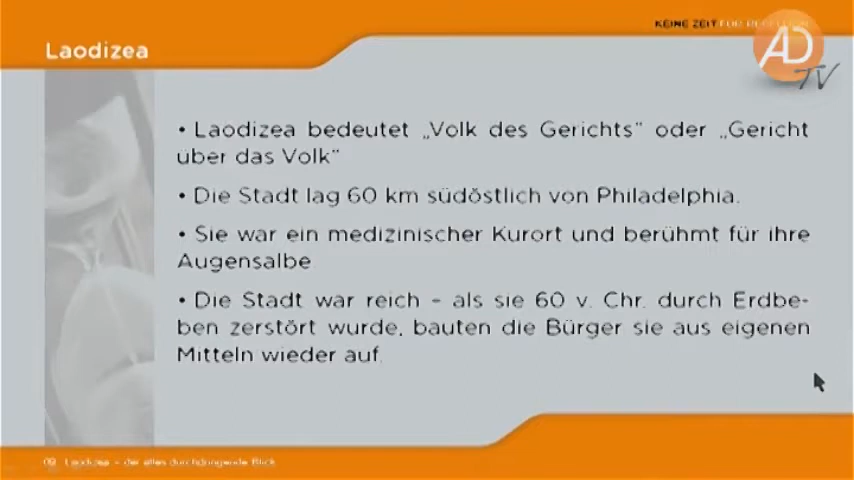 KEINE ZEIT FÜR
Laodizea
AD
TV
• Laodizea bedeutet „Volk des Gerichts“ oder „Gericht
über das Volk“
• Die Stadt lag 60 km südöstlich von Philadelphia.
• Sie war ein medizinischer Kurort und berühmt für ihre
Augensalbe
• Die Stadt war reich – als sie 60 v. Chr. durch Erdbe-
ben zerstört wurde, bauten die Bürger sie aus eigenen
Mitteln wieder auf.
09 Laodizea – der alles durchdringende Blick